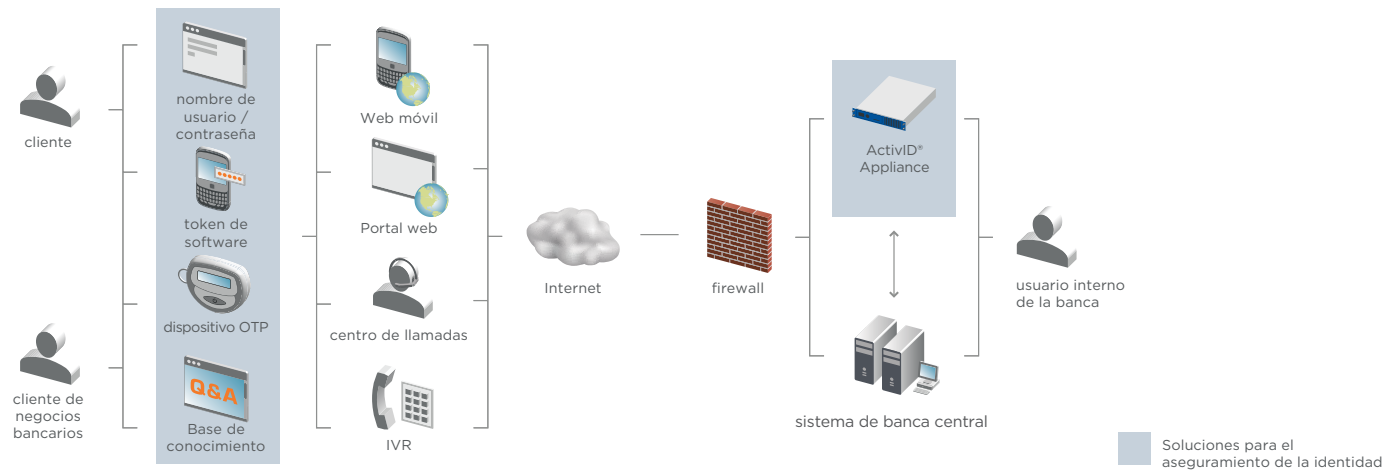 cliente
cliente de
negocios
bancarios
nombre de
usuario /
contraseña
token de
software
dispositivo OTP
Q&A
Base de
conocimiento
Web móvil
Portal web
centro de llamadas
IVR
Internet
firewall
ActivID®
Appliance
sistema de banca central
usuario interno
de la banca
Soluciones para el
aseguramiento de la identidad